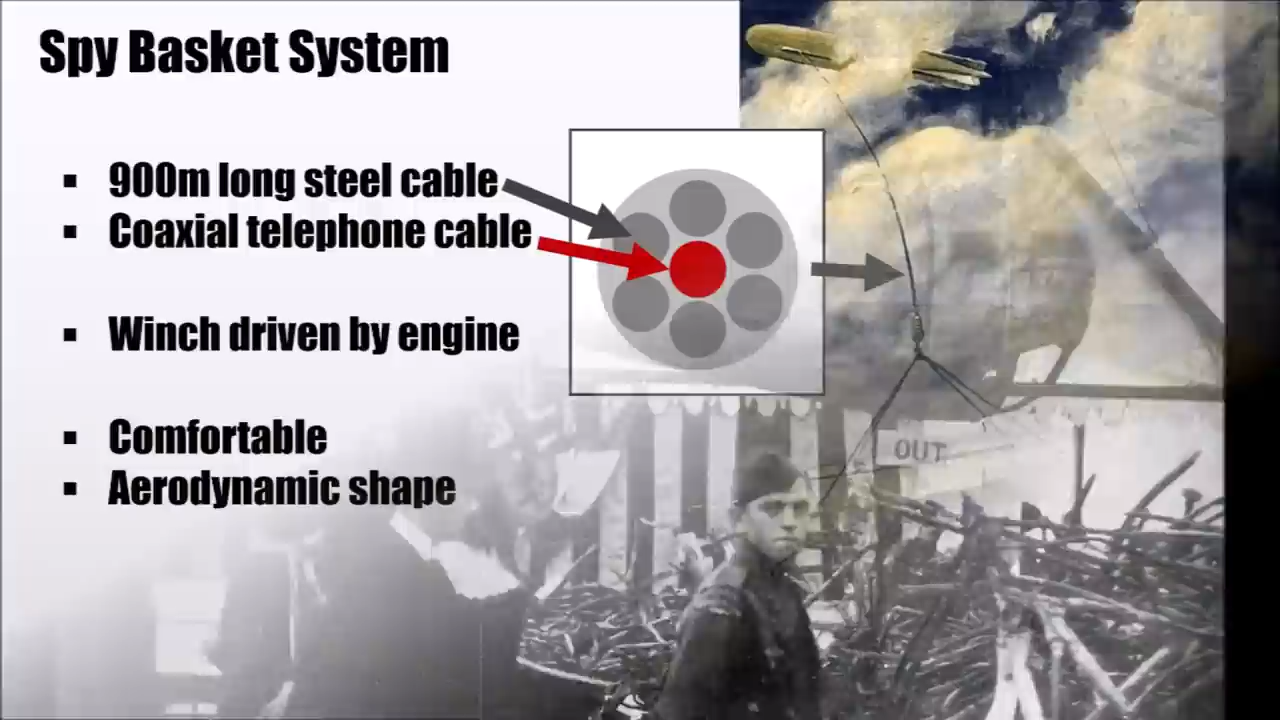 Spy Basket System
▪ 900m long steel cable
▪ Coaxial telephone cable
▪ Winch driven by engine
▪ Comfortable
▪ Aerodynamic shape
OUT